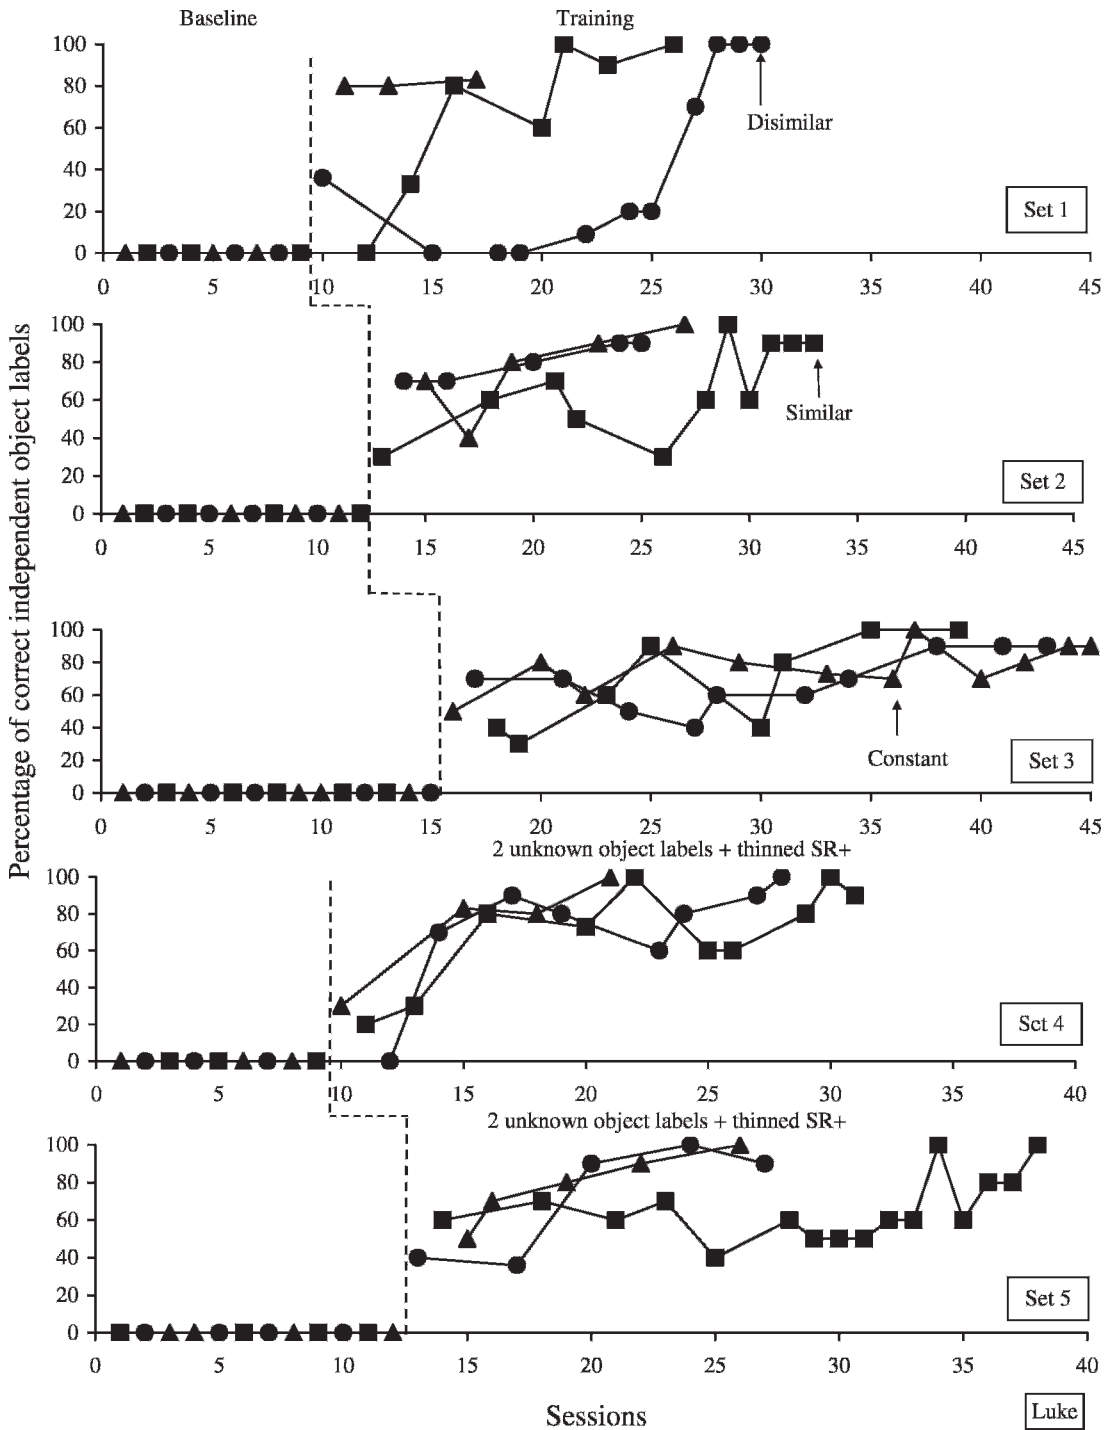 Baseline Training
100
80
60
40
20
0
0 5 10 15 20 25 30 35 40 45
Disimilar
Set 1
Percentage of correct independent object labels
100
80
60
40
20
0
0 5 10 15 20 25 30 35 40 45
Similar
Set 2
100
80
60
40
20
0
0 5 10 15 20 25 30 35 40 45
Constant
Set 3
2 unknown object labels + thinned SR+
100
80
60
40
20
0
0 5 10 15 20 25 30 35 40
Set 4
2 unknown object labels + thinned SR+
100
80
60
40
20
0
0 5 10 15 20 25 30 35 40
Set 5
Sessions
Luke